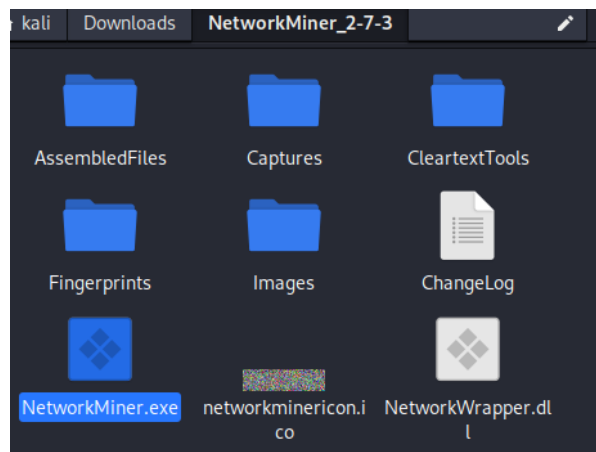 kali Downloads NetworkMiner_2-7-3
AssembledFiles Captures CleartextTools
Fingerprints Images ChangeLog
NetworkMiner.exe networkminericon.i NetworkWrapper.dl
co l